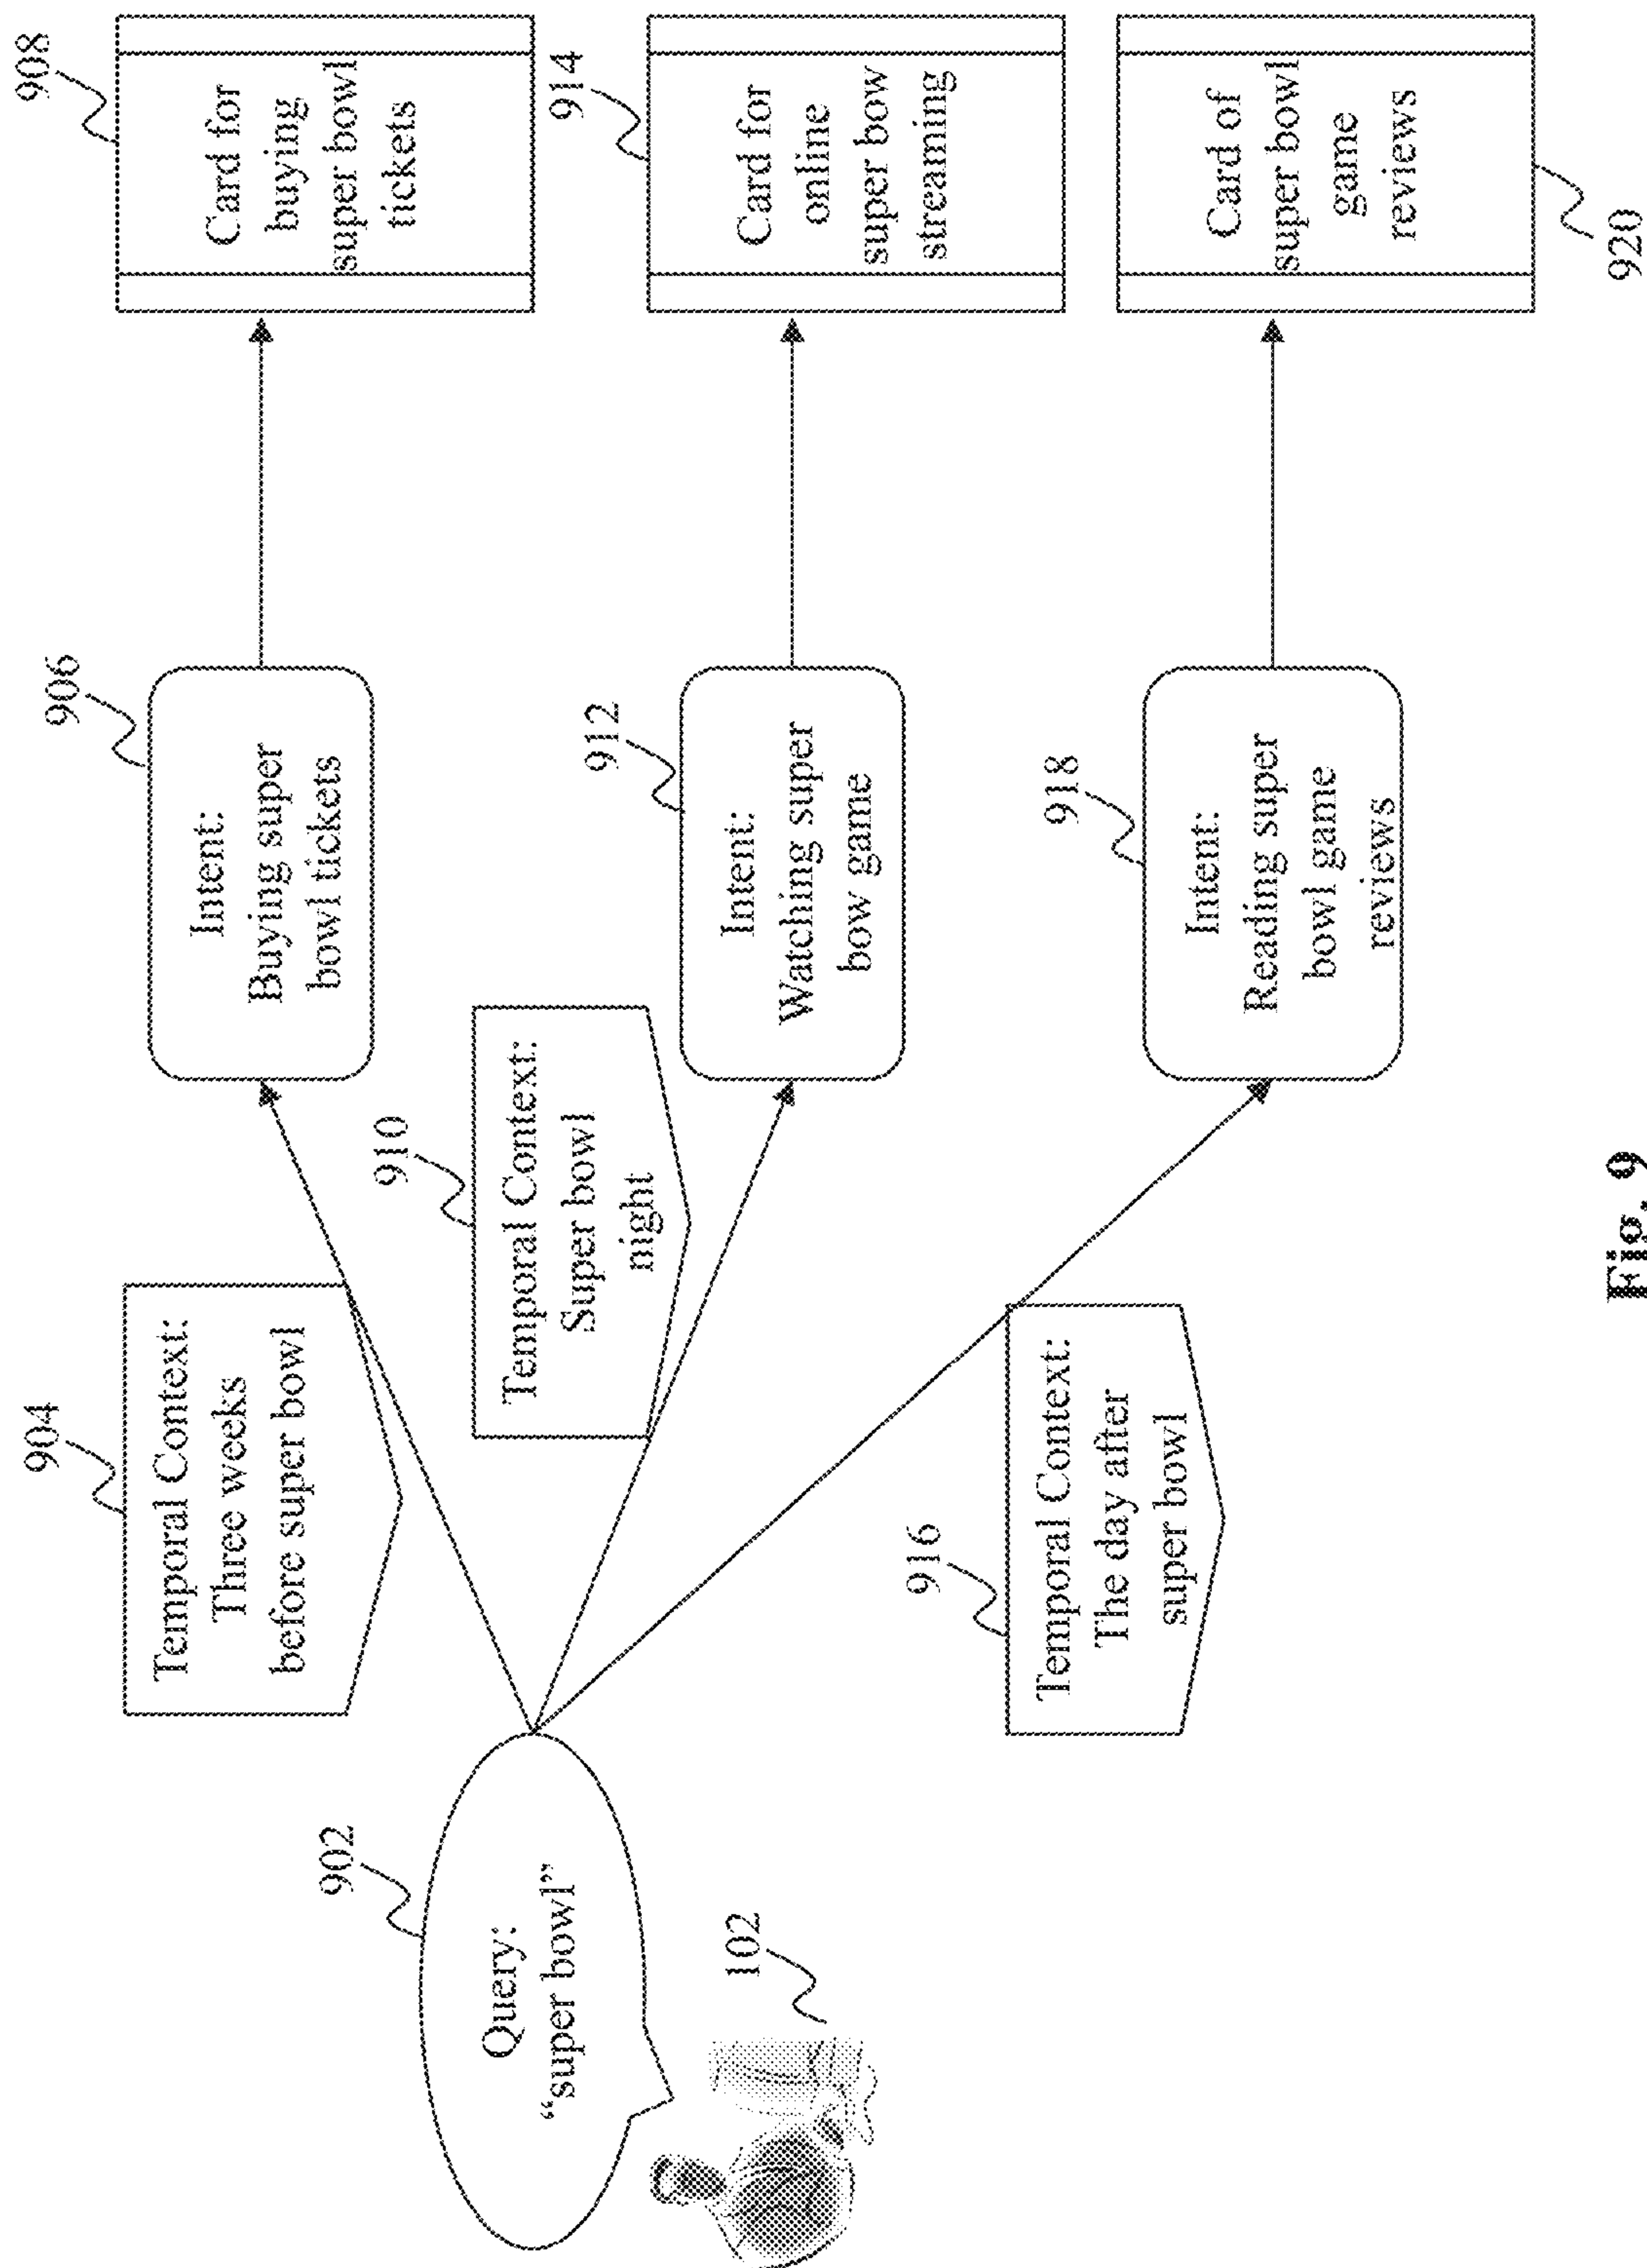 902
Query:
“super bowl”
102
904
Temporal Context:
Three weeks
before super bowl
906
Intent:
Buying super
bowl tickets
908
Card for
buying
super bowl
tickets
910
Temporal Context:
Super bowl
night
912
Intent:
Watching super
bow game
914
Card for
online
super bow
streaming
916
Temporal Context:
The day after
super bowl
918
Intent:
Reading super
bowl game
reviews
Card of
super bowl
game
reviews
920
Fig. 9